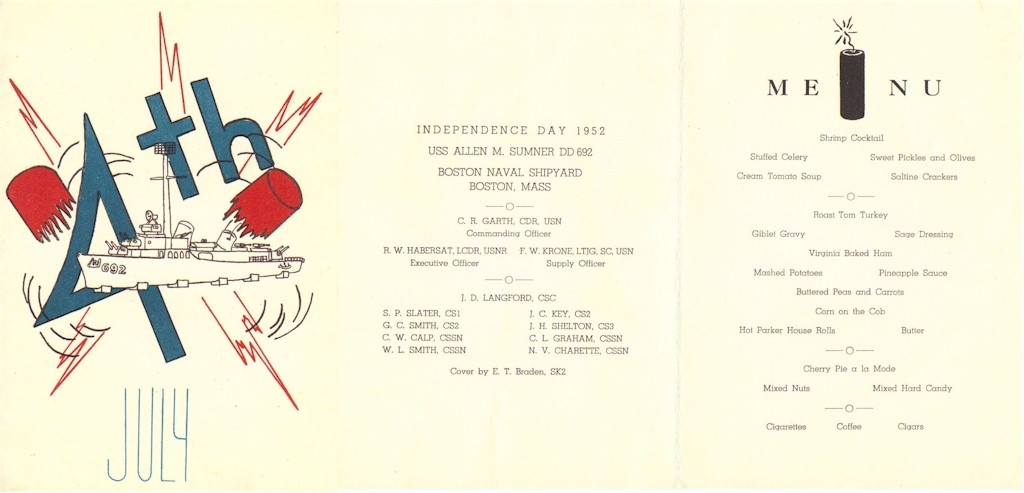 4th
692
JULY
INDEPENDENCE DAY 1952
USS ALLEN M. SUMNER DD 692
BOSTON NAVAL SHIPYARD
BOSTON, MASS
C. R. GARTH, CDR, USN
Commanding Officer
R. W. HABERSAT, LCDR, USNR F. W. KRONE, LTJG, SC, USN
Executive Officer Supply Officer
J. D. LANGFORD, CSC
S. P. SLATER, CS1 J. C. KEY, CS2
G. C. SMITH, CS2 J. H. SHELTON, CS3
C. W. CALP, CSSN C. L. GRAHAM, CSSN
W. L. SMITH, CSSN N. V. CHARETTE, CSSN
Cover by E. T. Braden, SK2
MENU
Shrimp Cocktail
Stuffed Celery Sweet Pickles and Olives
Cream Tomato Soup Saltine Crackers
Roast Tom Turkey
Giblet Gravy Sage Dressing
Virginia Baked Ham
Mashed Potatoes Pineapple Sauce
Buttered Peas and Carrots
Corn on the Cob
Hot Parker House Rolls Butter
Cherry Pie a la Mode
Mixed Nuts Mixed Hard Candy
Cigarettes Coffee Cigars